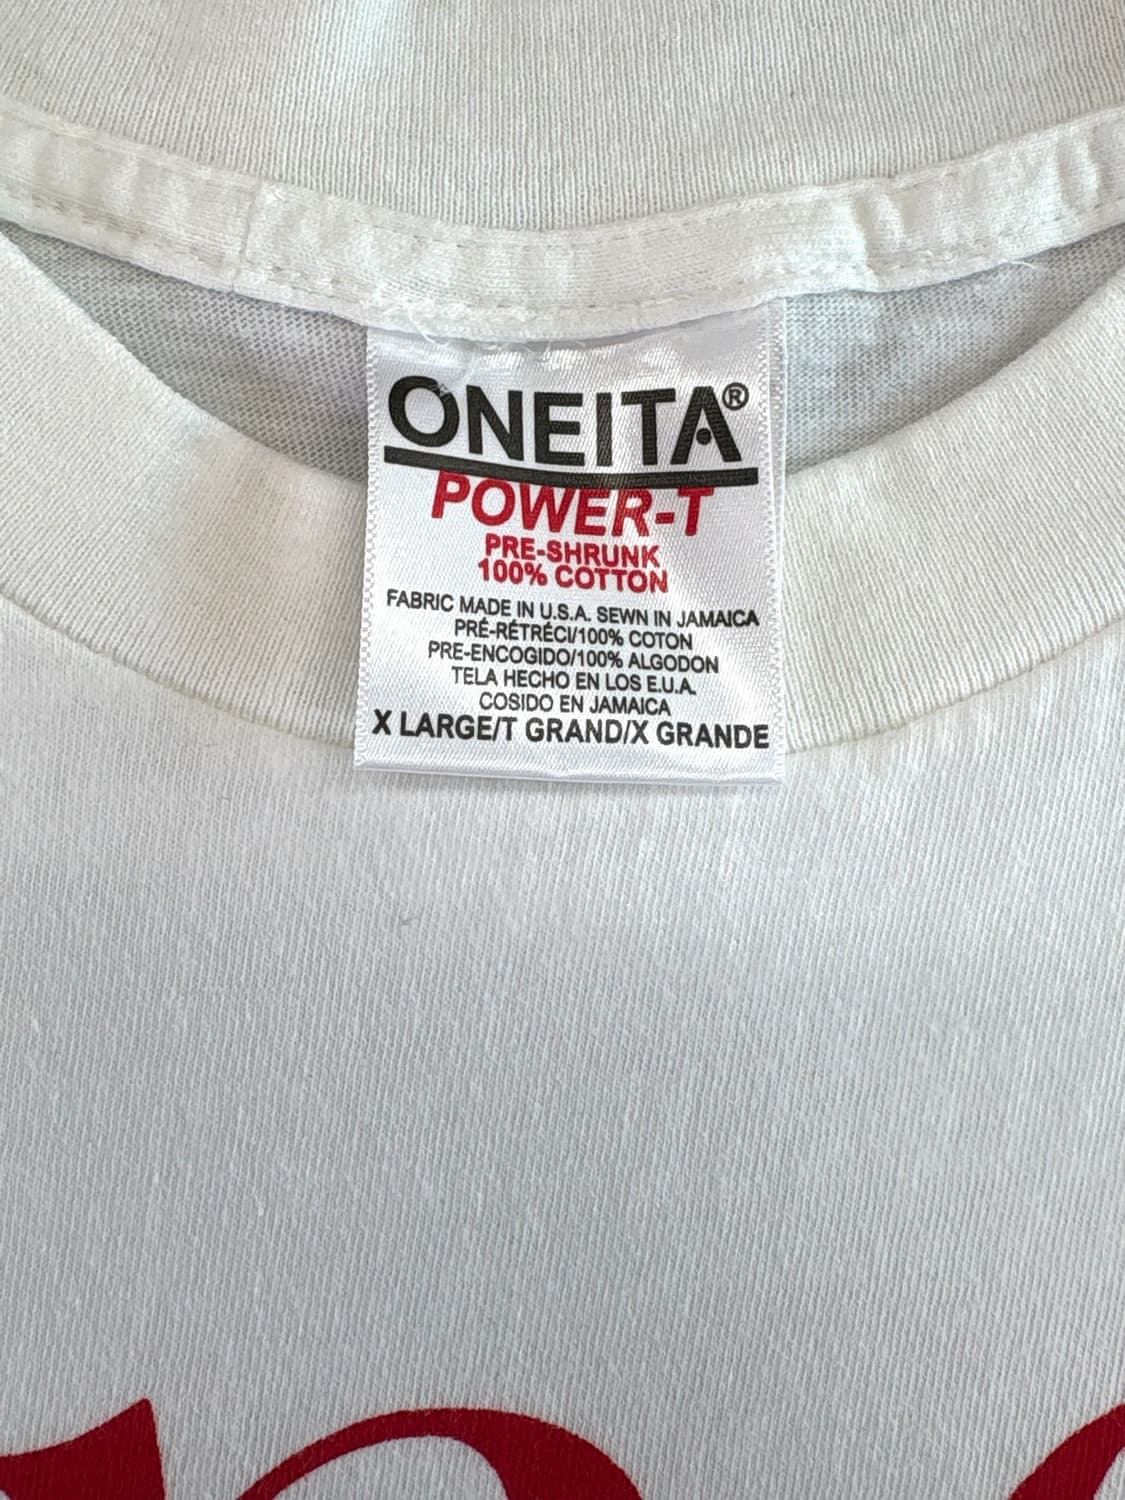 ONEITA®
POWER-T
PRE-SHRUNK
100% COTTON
FABRIC MADE IN U.S.A. SEWN IN JAMAICA
PRÉ-RÉTRÉCI/100% COTON
PRE-ENCOGIDO/100% ALGODON
TELA HECHO EN LOS E.U.A.
COSIDO EN JAMAICA
X LARGE/T GRAND/X GRANDE